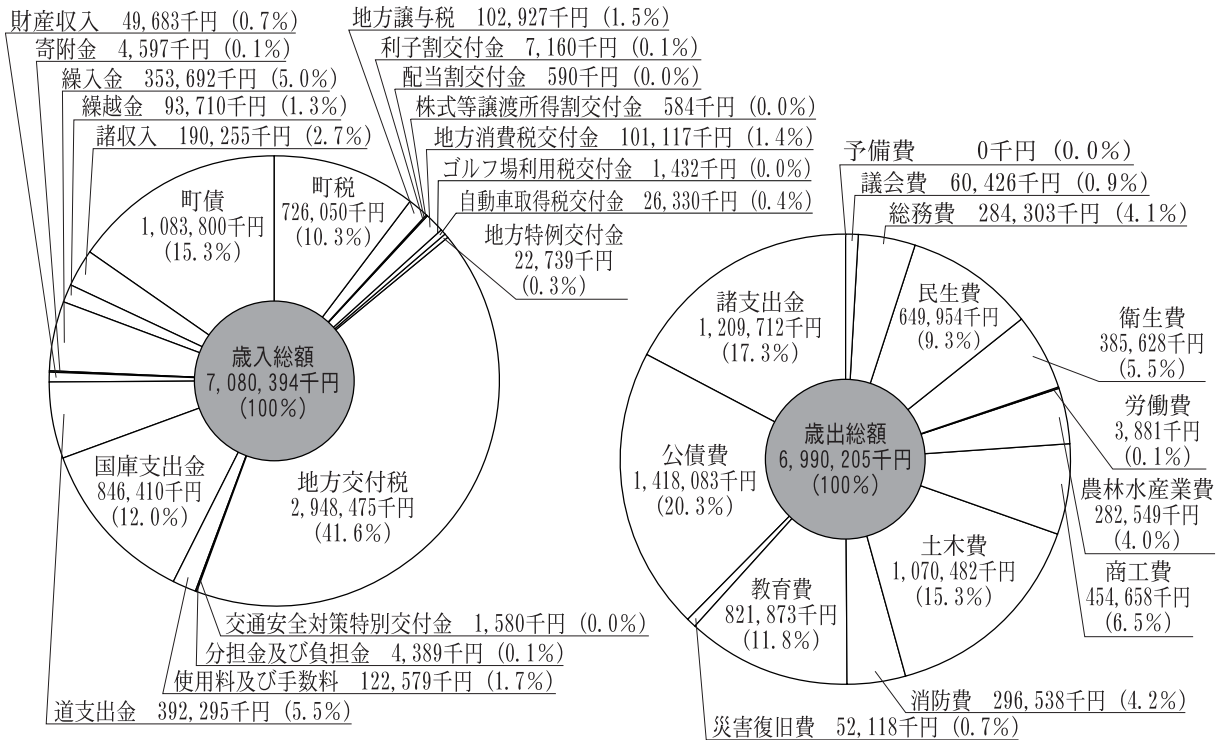 財産収入 49,683千円 (0.7%)
寄附金 4,597千円 (0.1%)
繰入金 353,692千円 (5.0%)
繰越金 93,710千円 (1.3%)
諸収入 190,255千円 (2.7%)
町債
1,083,800千円
(15.3%)
町税
726,050千円
(10.3%)
地方譲与税 102,927千円 (1.5%)
利子割交付金 7,160千円 (0.1%)
配当割交付金 590千円 (0.0%)
株式等譲渡所得割交付金 584千円 (0.0%)
地方消費税交付金 101,117千円 (1.4%)
ゴルフ場利用税交付金 1,432千円 (0.0%)
自動車取得税交付金 26,330千円 (0.4%)
地方特例交付金
22,739千円
(0.3%)
歳入総額
7,080,394千円
(100%)
国庫支出金
846,410千円
(12.0%)
地方交付税
2,948,475千円
(41.6%)
交通安全対策特別交付金 1,580千円 (0.0%)
分担金及び負担金 4,389千円 (0.1%)
使用料及び手数料 122,579千円 (1.7%)
道支出金 392,295千円 (5.5%)
予備費 0千円 (0.0%)
議会費 60,426千円 (0.9%)
総務費 284,303千円 (4.1%)
諸支出金
1,209,712千円
(17.3%)
民生費
649,954千円
(9.3%)
衛生費
385,628千円
(5.5%)
労働費
3,881千円
(0.1%)
歳出総額
6,990,205千円
(100%)
公債費
1,418,083千円
(20.3%)
農林水産業費
282,549千円
(4.0%)
土木費
1,070,482千円
(15.3%)
商工費
454,658千円
(6.5%)
教育費
821,873千円
(11.8%)
消防費 296,538千円 (4.2%)
災害復旧費 52,118千円 (0.7%)